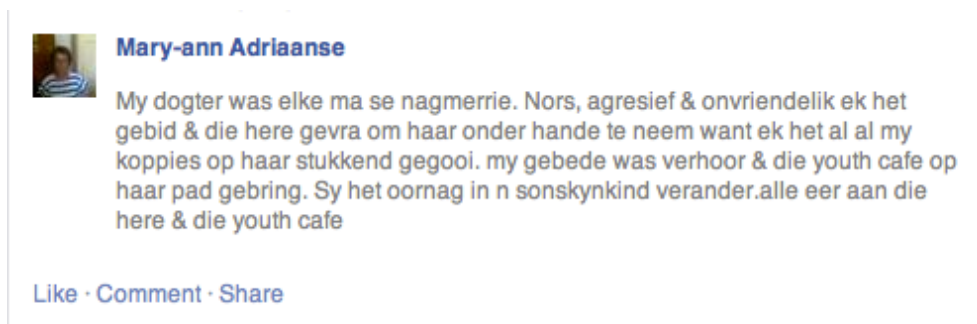 Mary-ann Adriaanse
My dogter was elke ma se nagmerrie. Nors, agresief & onvriendelik ek het
gebid & die here gevra om haar onder hande te neem want ek het al al my
koppies op haar stukkend gegooi. my gebede was verhoor & die youth cafe op
haar pad gebring. Sy het oornag in n sonskynkind verander.alle eer aan die
here & die youth cafe
Like · Comment · Share